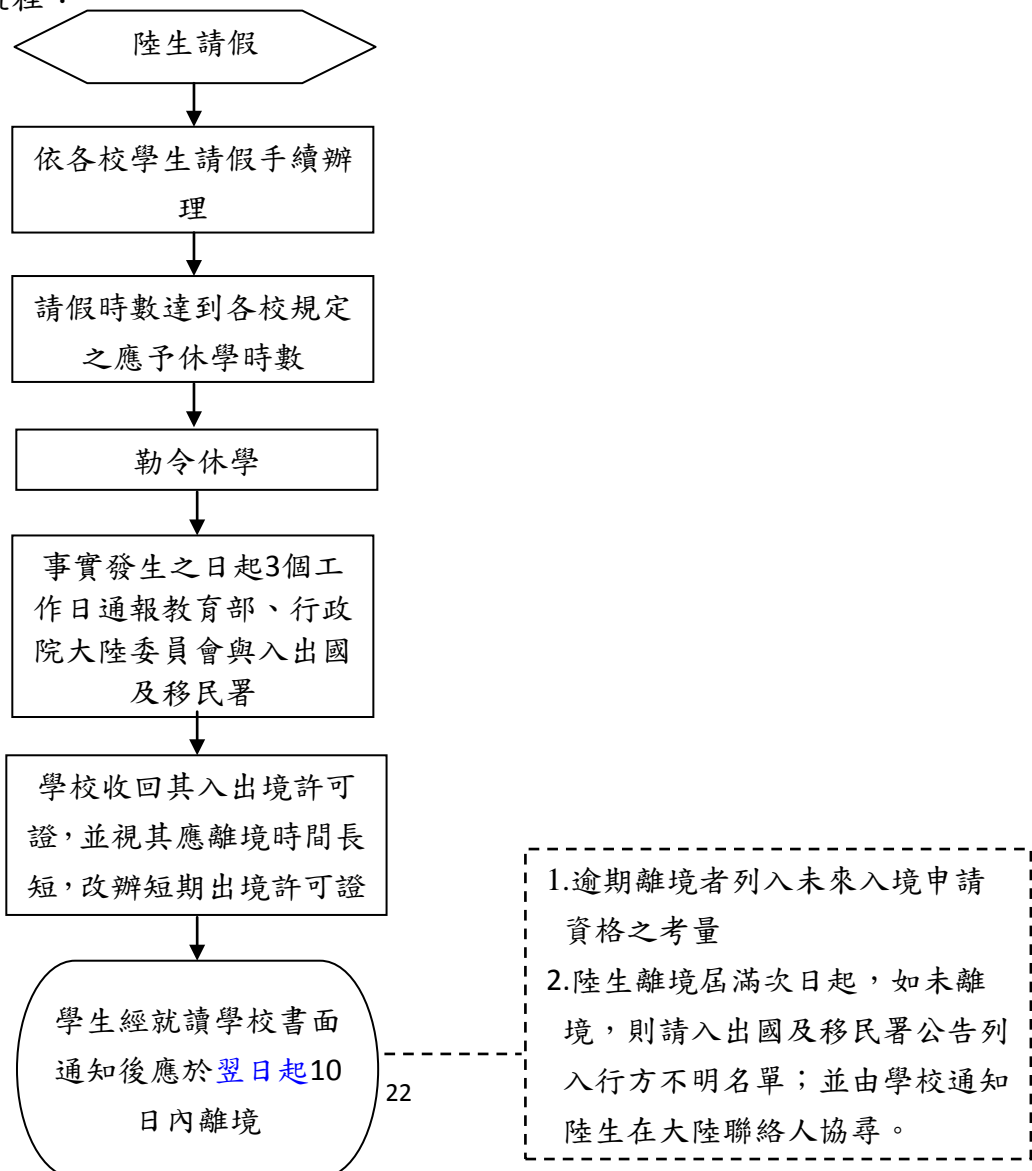 程：
陸生請假
依各校學生請假手續辦
理
請假時數達到各校規定
之應予休學時數
勒令休學
事實發生之日起3個工
作日通報教育部、行政
院大陸委員會與入出國
及移民署
學校收回其入出境許可
證，並視其應離境時間長
短，改辦短期出境許可證
學生經就讀學校書面
通知後應於翌日起10
日內離境
22
1.逾期離境者列入未來入境申請
資格之考量
2.陸生離境屆滿次日起，如未離
境，則請入出國及移民署公告列
入行方不明名單；並由學校通知
陸生在大陸聯絡人協尋。